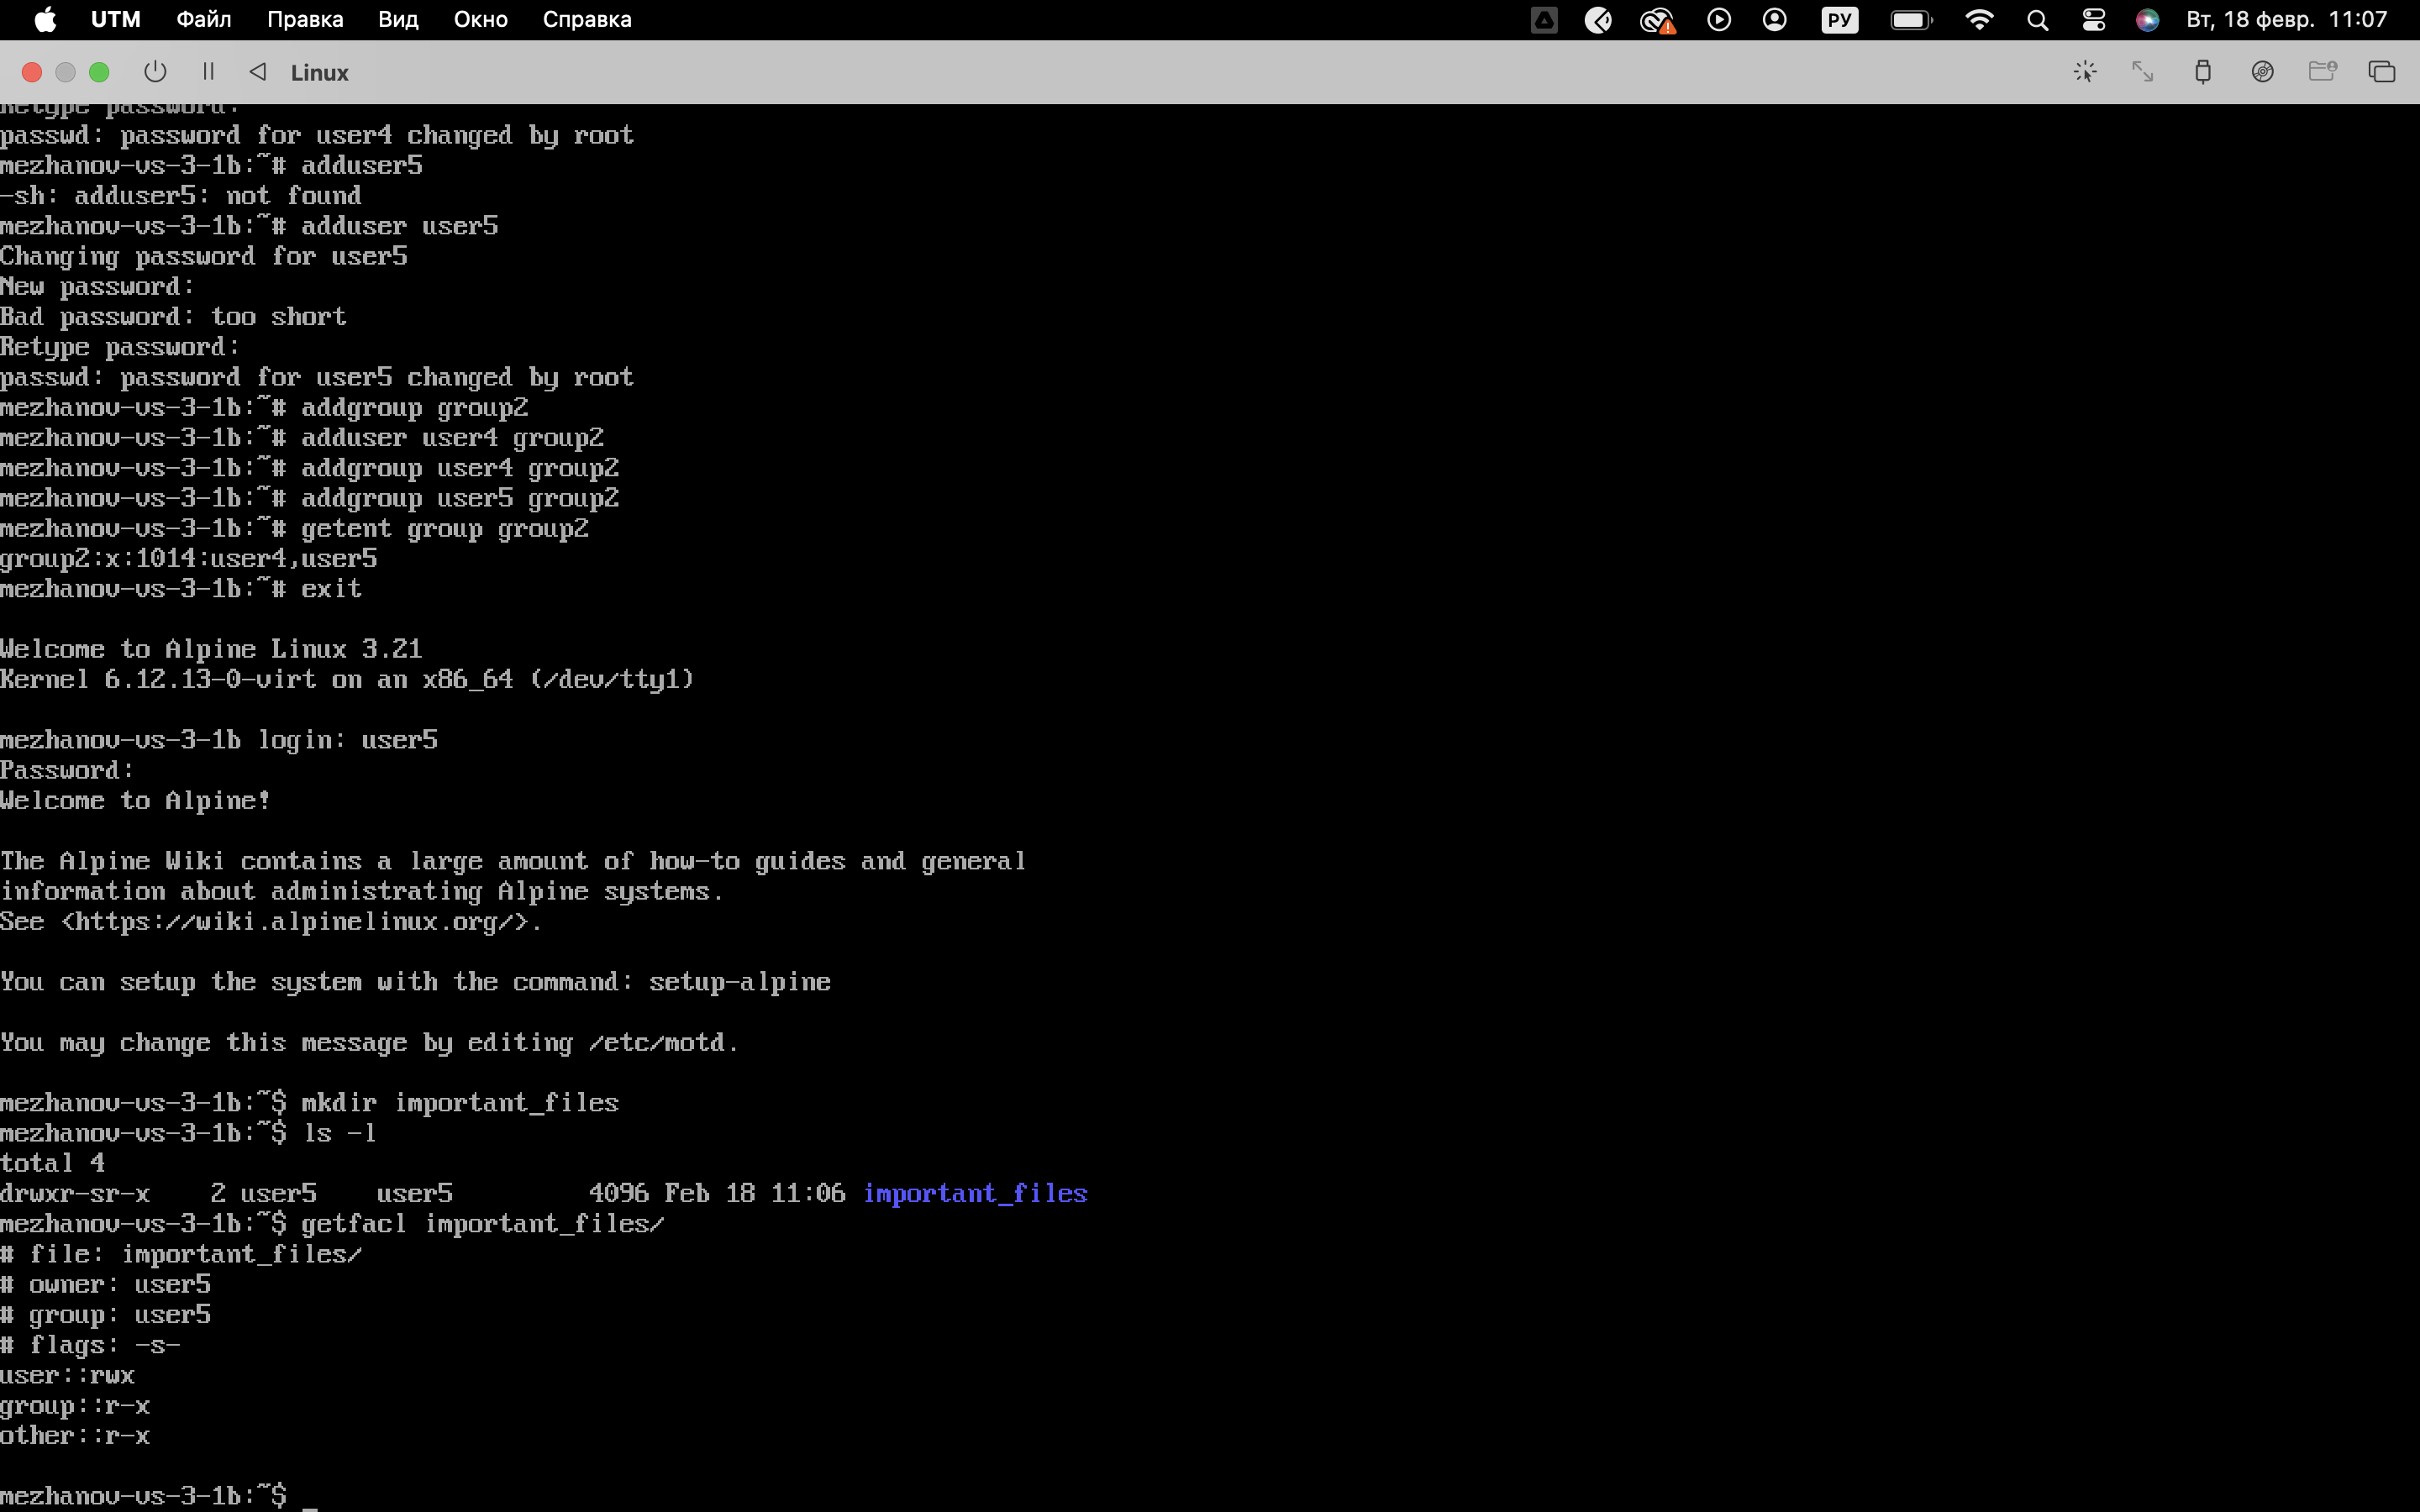 UTM Файл Правка Вид Окно Справка РУ Вт, 18 февр. 11:07
Linux
Retype password:
passwd: password for user4 changed by root
mezhanov-vs-3-1b:~# adduser5
-sh: adduser5: not found
mezhanov-vs-3-1b:~# adduser user5
Changing password for user5
New password:
Bad password: too short
Retype password:
passwd: password for user5 changed by root
mezhanov-vs-3-1b:~# addgroup group2
mezhanov-vs-3-1b:~# adduser user4 group2
mezhanov-vs-3-1b:~# addgroup user4 group2
mezhanov-vs-3-1b:~# addgroup user5 group2
mezhanov-vs-3-1b:~# getent group group2
group2:x:1014:user4,user5
mezhanov-vs-3-1b:~# exit
Welcome to Alpine Linux 3.21
Kernel 6.12.13-0-virt on an x86_64 (/dev/tty1)
mezhanov-vs-3-1b login: user5
Password:
Welcome to Alpine!
The Alpine Wiki contains a large amount of how-to guides and general
information about administrating Alpine systems.
See <https://wiki.alpinelinux.org/>.
You can setup the system with the command: setup-alpine
You may change this message by editing /etc/motd.
mezhanov-vs-3-1b:~$ mkdir important_files
mezhanov-vs-3-1b:~$ ls -l
total 4
drwxr-sr-x    2 user5    user5         4096 Feb 18 11:06 important_files
mezhanov-vs-3-1b:~$ getfacl important_files/
# file: important_files/
# owner: user5
# group: user5
# flags: -s-
user::rwx
group::r-x
other::r-x
mezhanov-vs-3-1b:~$